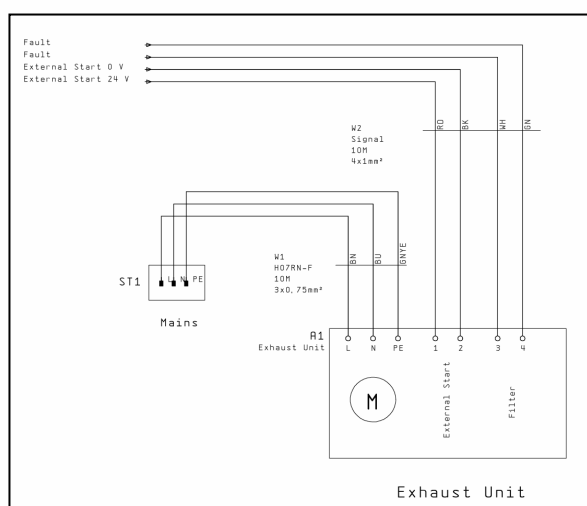 Fault
Fault
External Start 0 V
External Start 24 V
W2
Signal
10M
4x1mm²
RD
BK
WH
GN
W1
H07RN-F
10M
3x0,75mm²
BN
BU
GNYE
ST1
L N PE
Mains
A1
Exhaust Unit
L N PE 1 2 3 4
M
External Start
Filter
Exhaust Unit